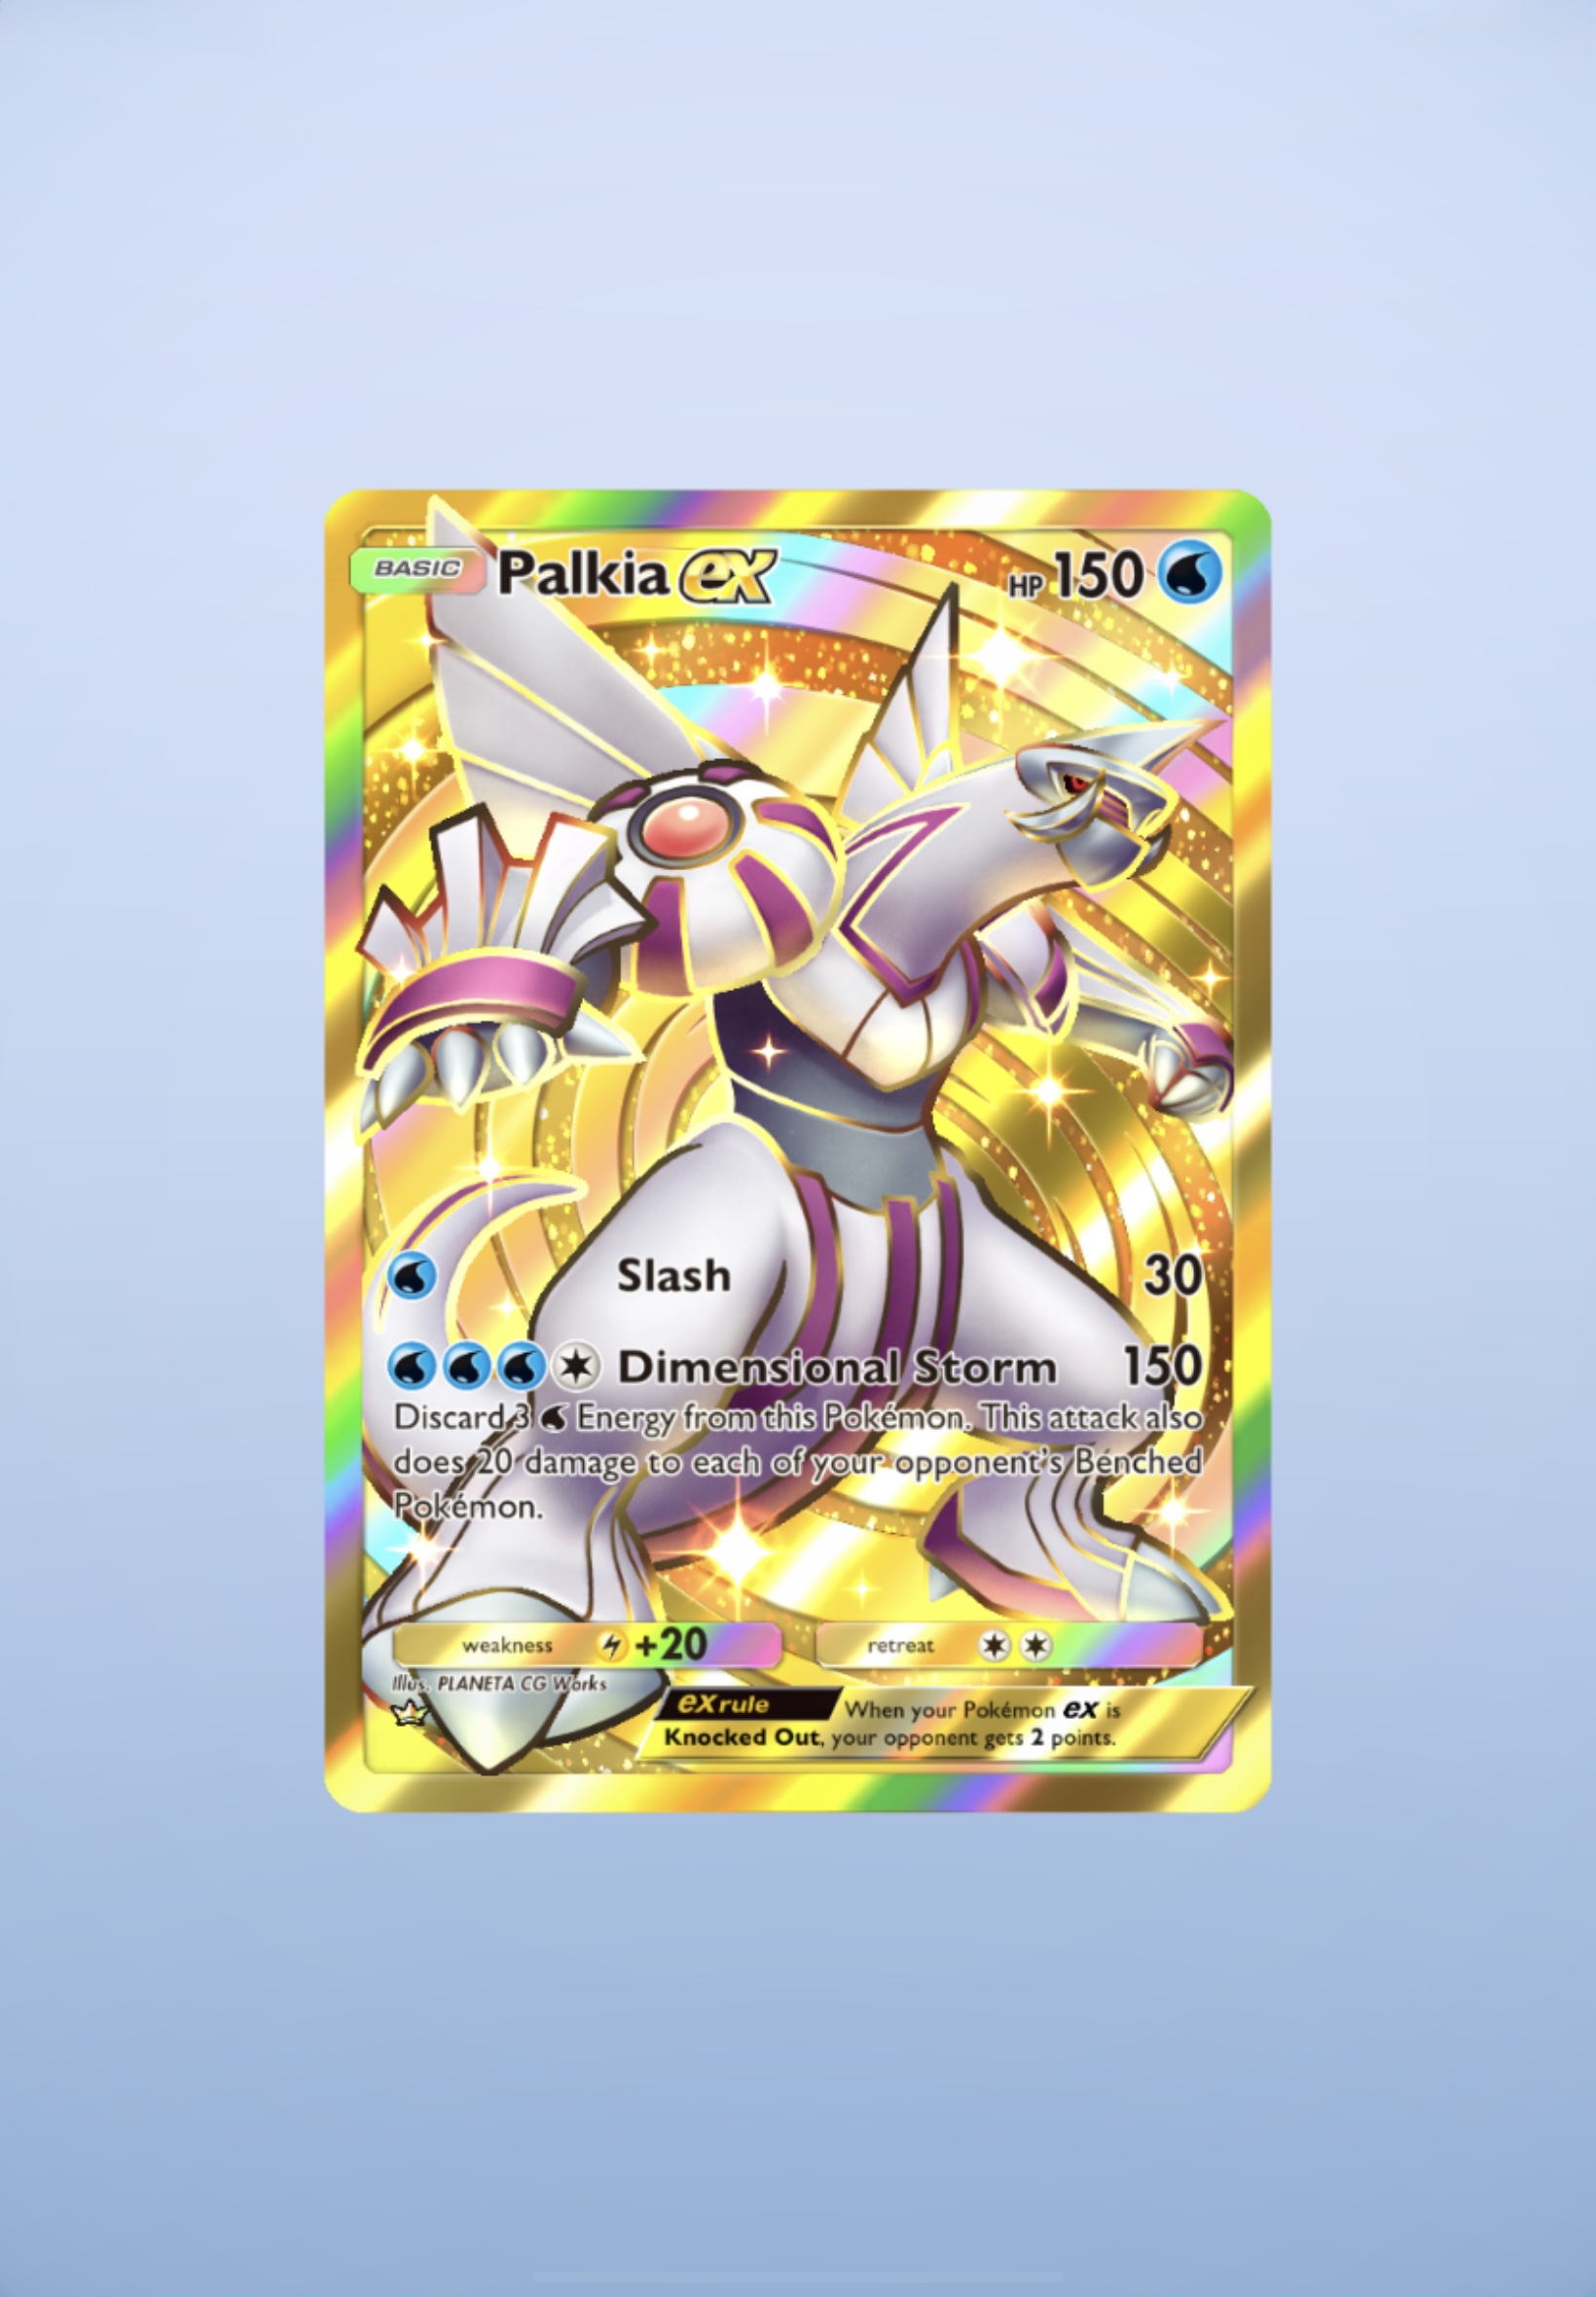 BASIC Palkia ex HP 150
Slash 30
Dimensional Storm 150
Discard 3 Energy from this Pokémon. This attack also
does 20 damage to each of your opponent's Benched
Pokémon.
weakness +20 retreat
Illus. PLANETA CG Works
ex rule When your Pokémon ex is
Knocked Out, your opponent gets 2 points.